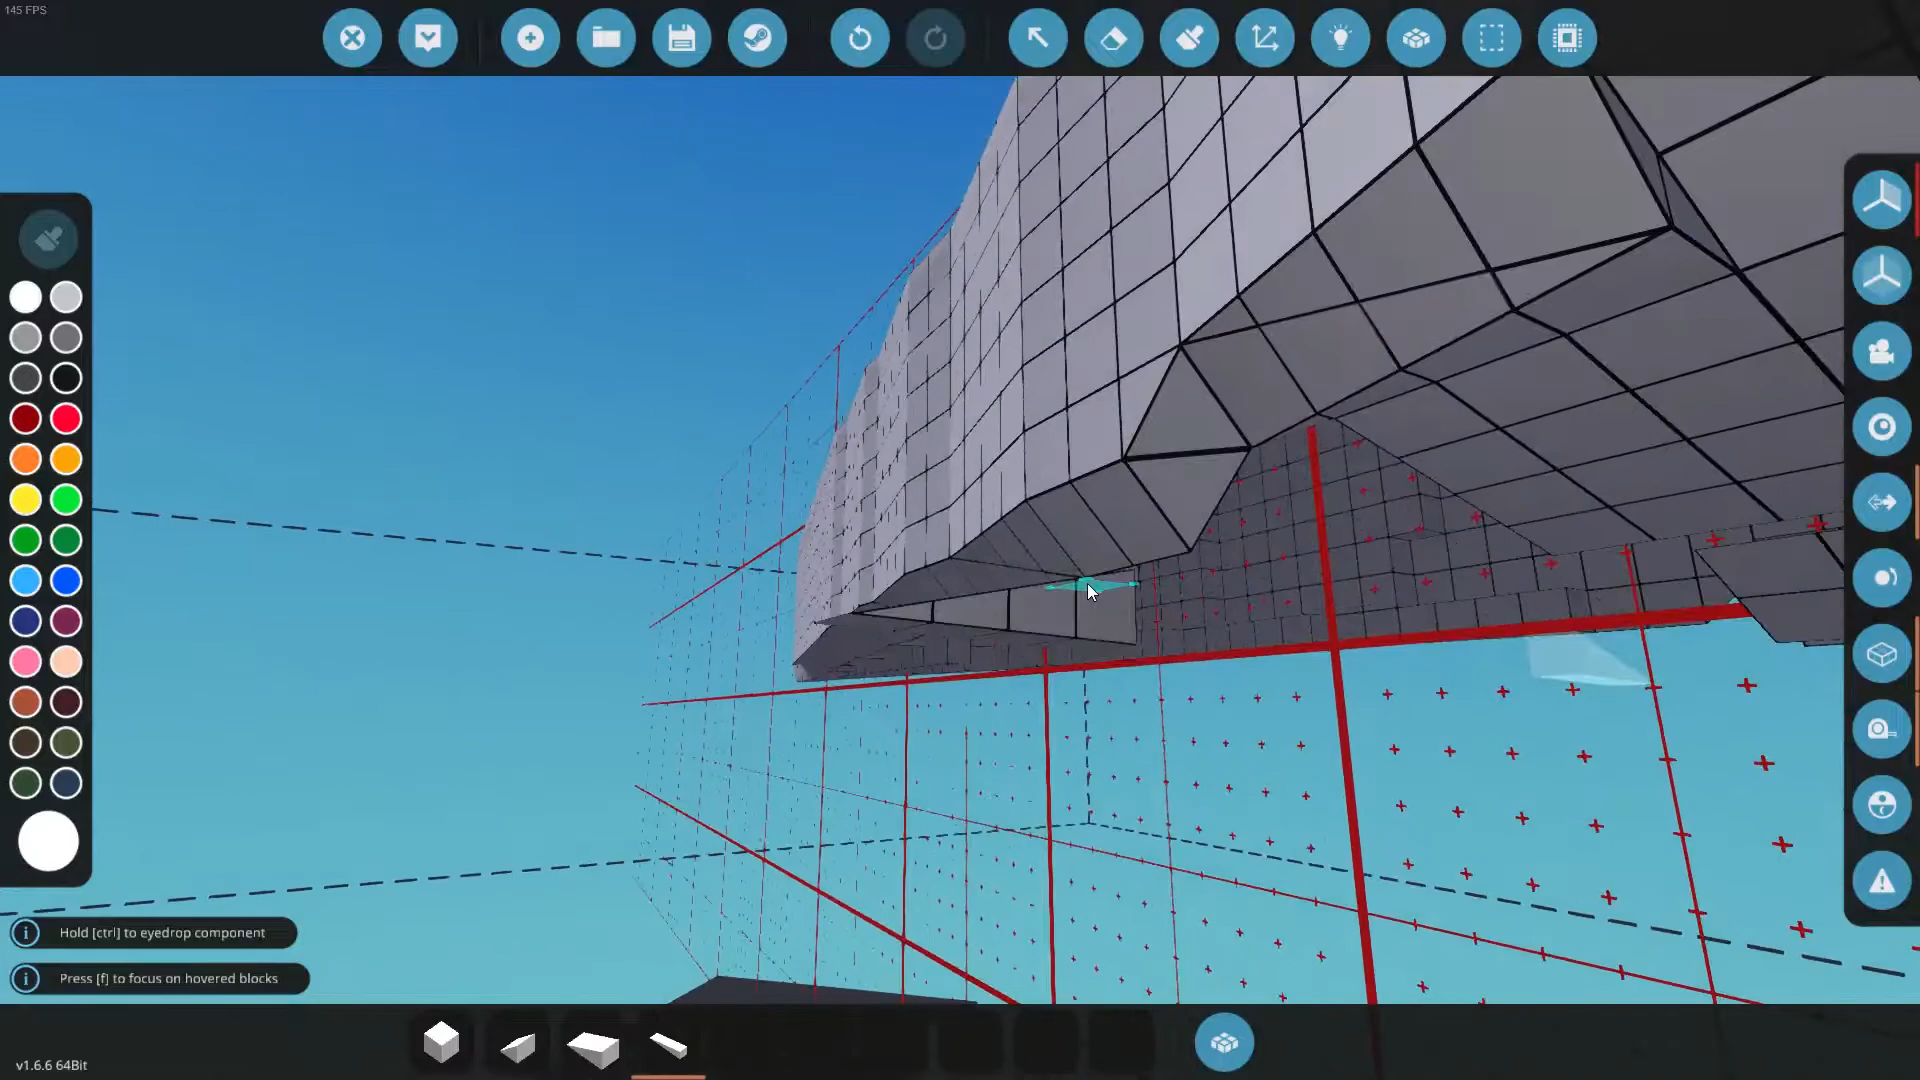 145 FPS
Hold [ctrl] to eyedrop component
Press [f] to focus on hovered blocks
v1.6.6 64Bit